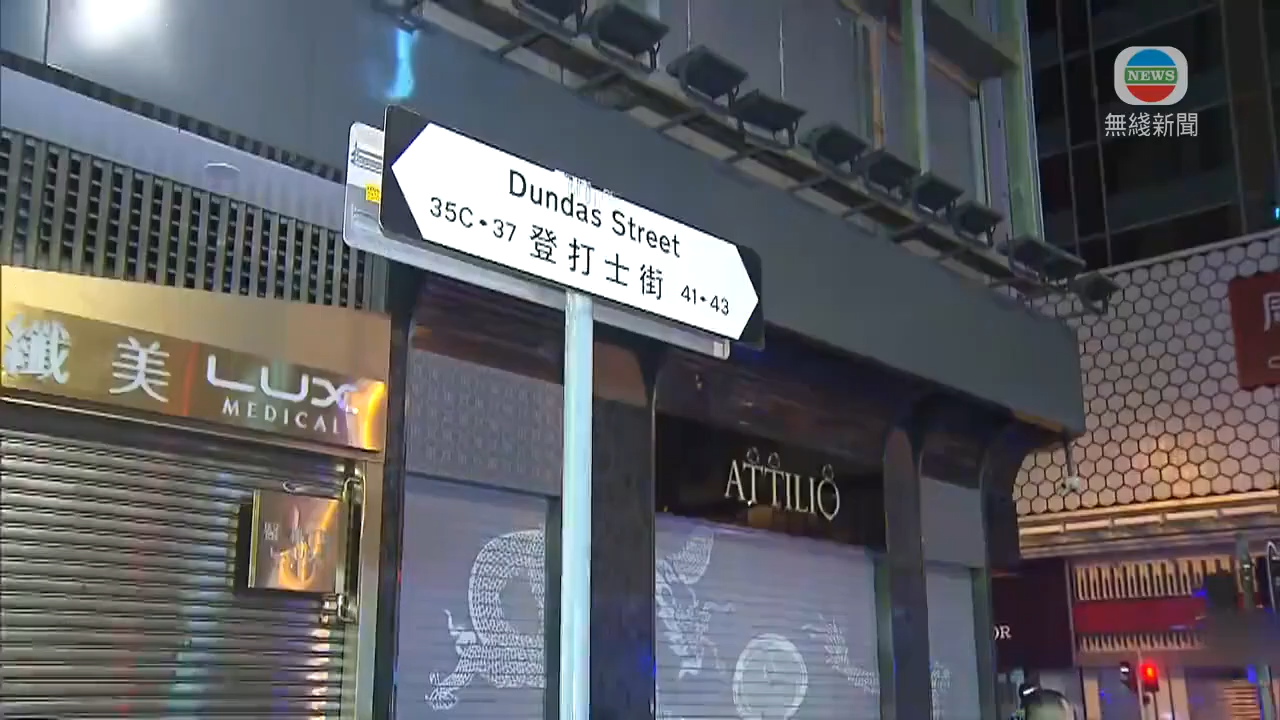 NEWS
無綫新聞
Dundas Street
35C•37 登打士街 41•43
纖美 LUX
MEDICAL
ATTILIO
OR